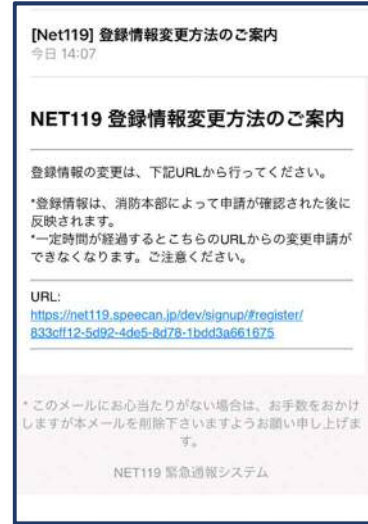 [Net119] 登録情報変更方法のご案内
今日 14:07
NET119 登録情報変更方法のご案内
登録情報の変更は、下記URLから行ってください。
*登録情報は、消防本部によって申請が確認された後に
反映されます。
*一定時間が経過するとこちらのURLからの変更申請が
できなくなります。ご注意ください。
URL:
https://net119.speecan.jp/dev/signup/#register/
833cff12-5d92-4de5-8d78-1bdd3a661675
* このメールにお心当たりがない場合は、お手数をおかけ
しますが本メールを削除下さいますようお願い申し上げま
す。
NET119 緊急通報システム